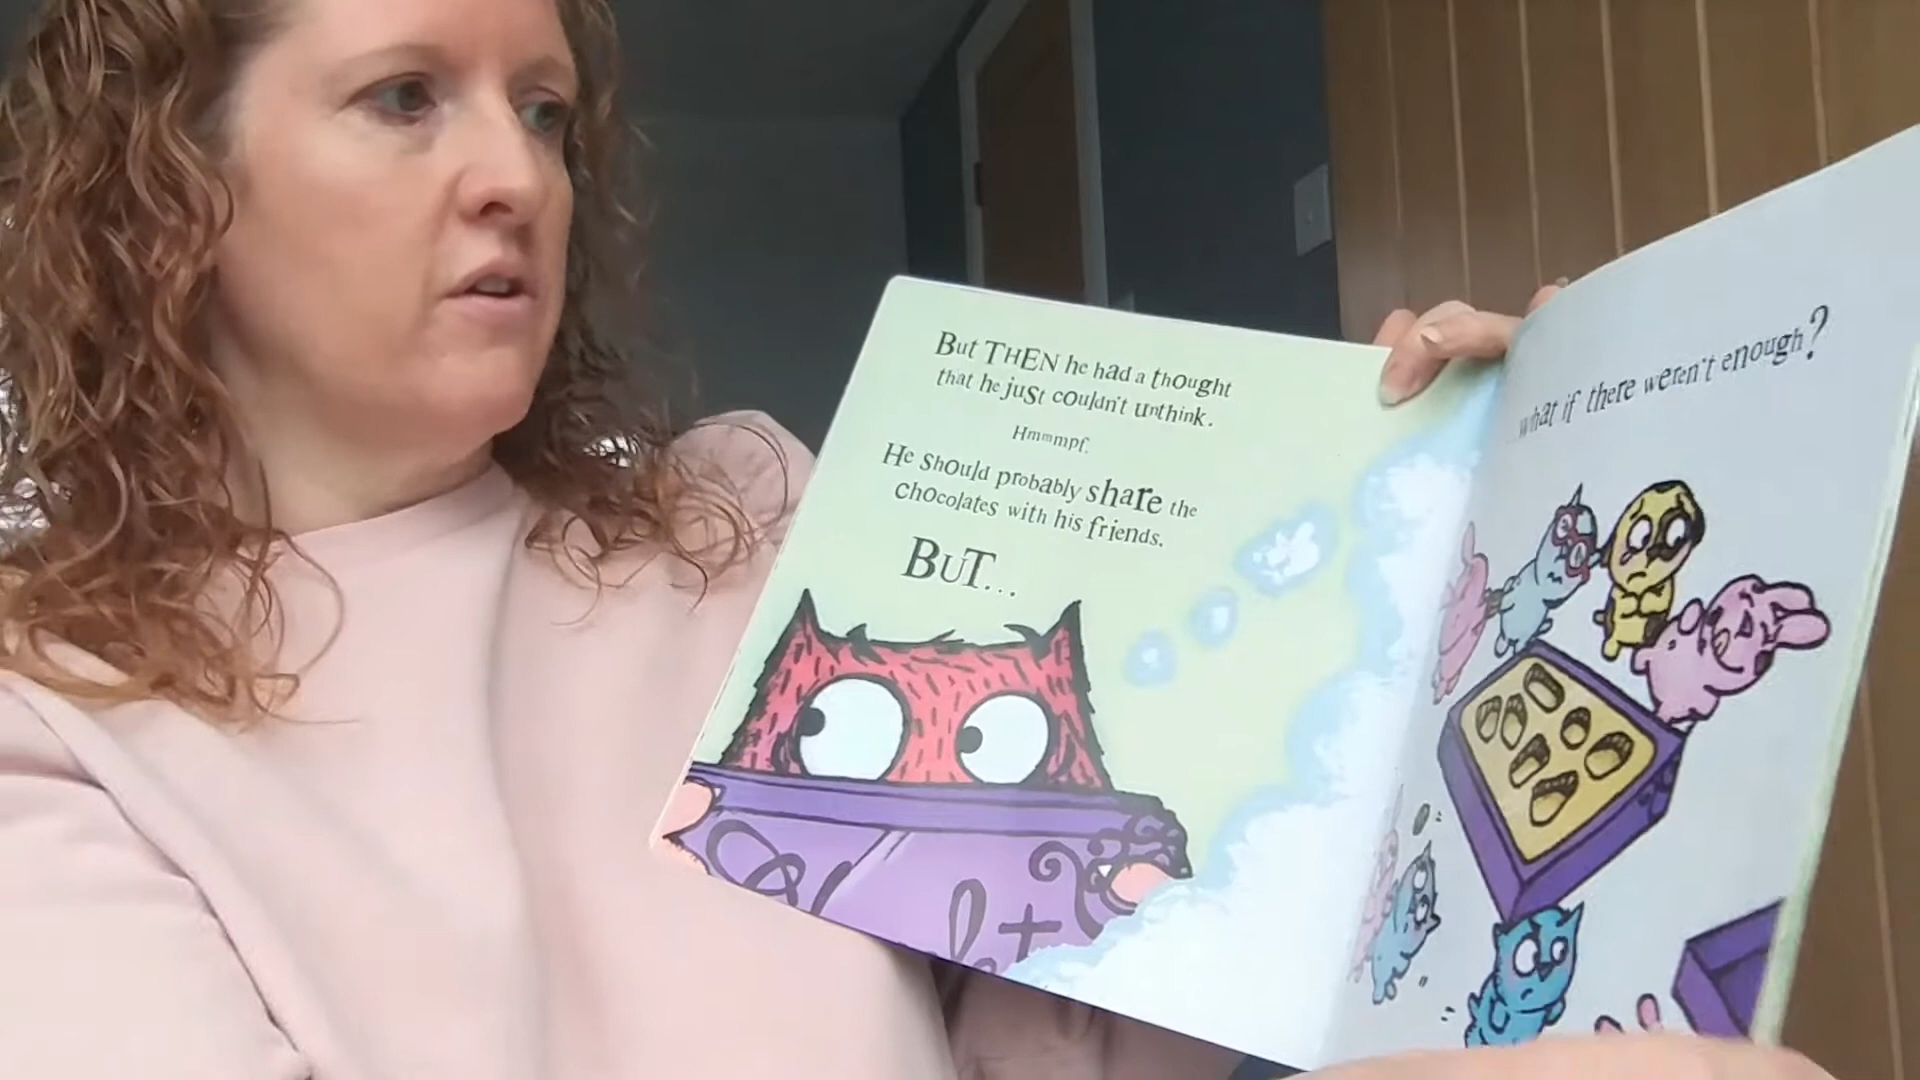 But THEN he had a thought
that he just couldn't unthink.
Hmmmpf.
He should probably share the
chocolates with his friends.
BUT...
...what if there weren't enough?